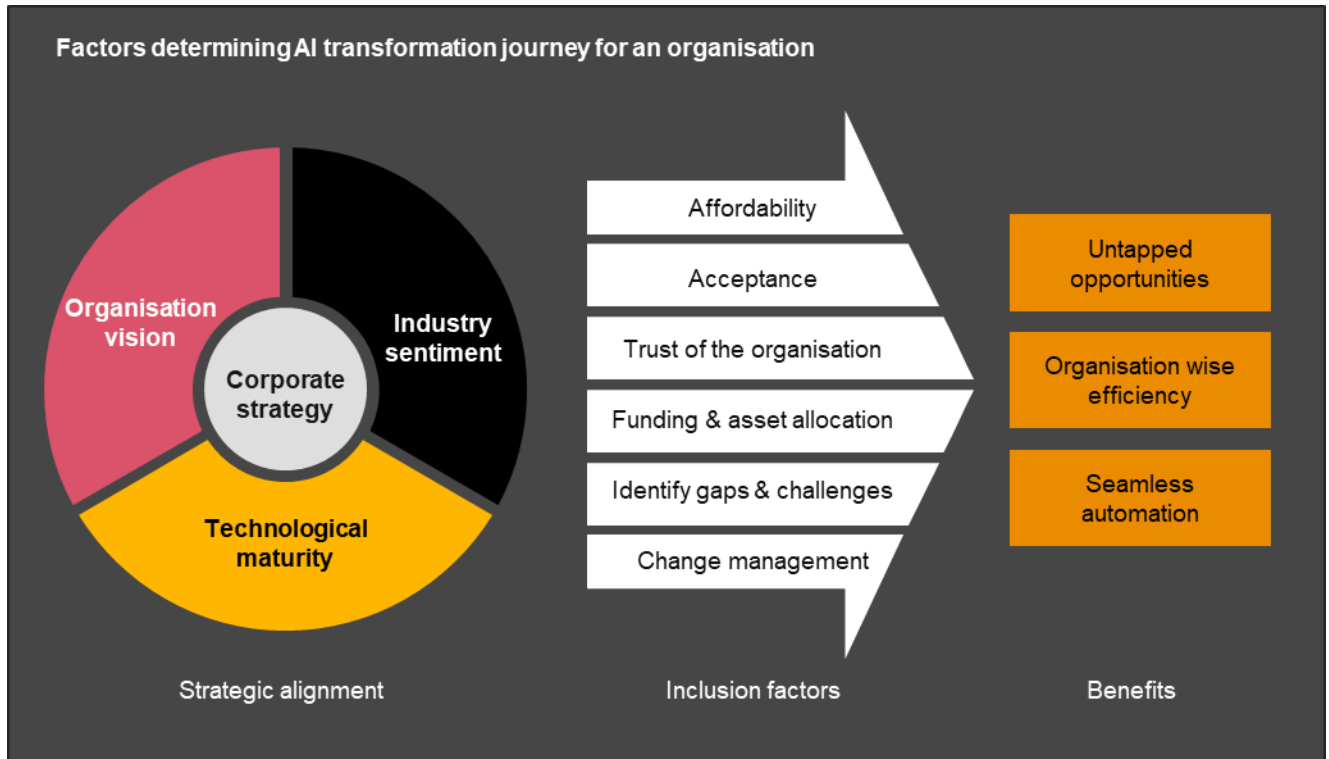 Factors determining AI transformation journey for an organisation
Organisation
vision
Industry
sentiment
Corporate
strategy
Technological
maturity
Strategic alignment
Affordability
Acceptance
Trust of the organisation
Funding & asset allocation
Identify gaps & challenges
Change management
Inclusion factors
Untapped
opportunities
Organisation wise
efficiency
Seamless
automation
Benefits